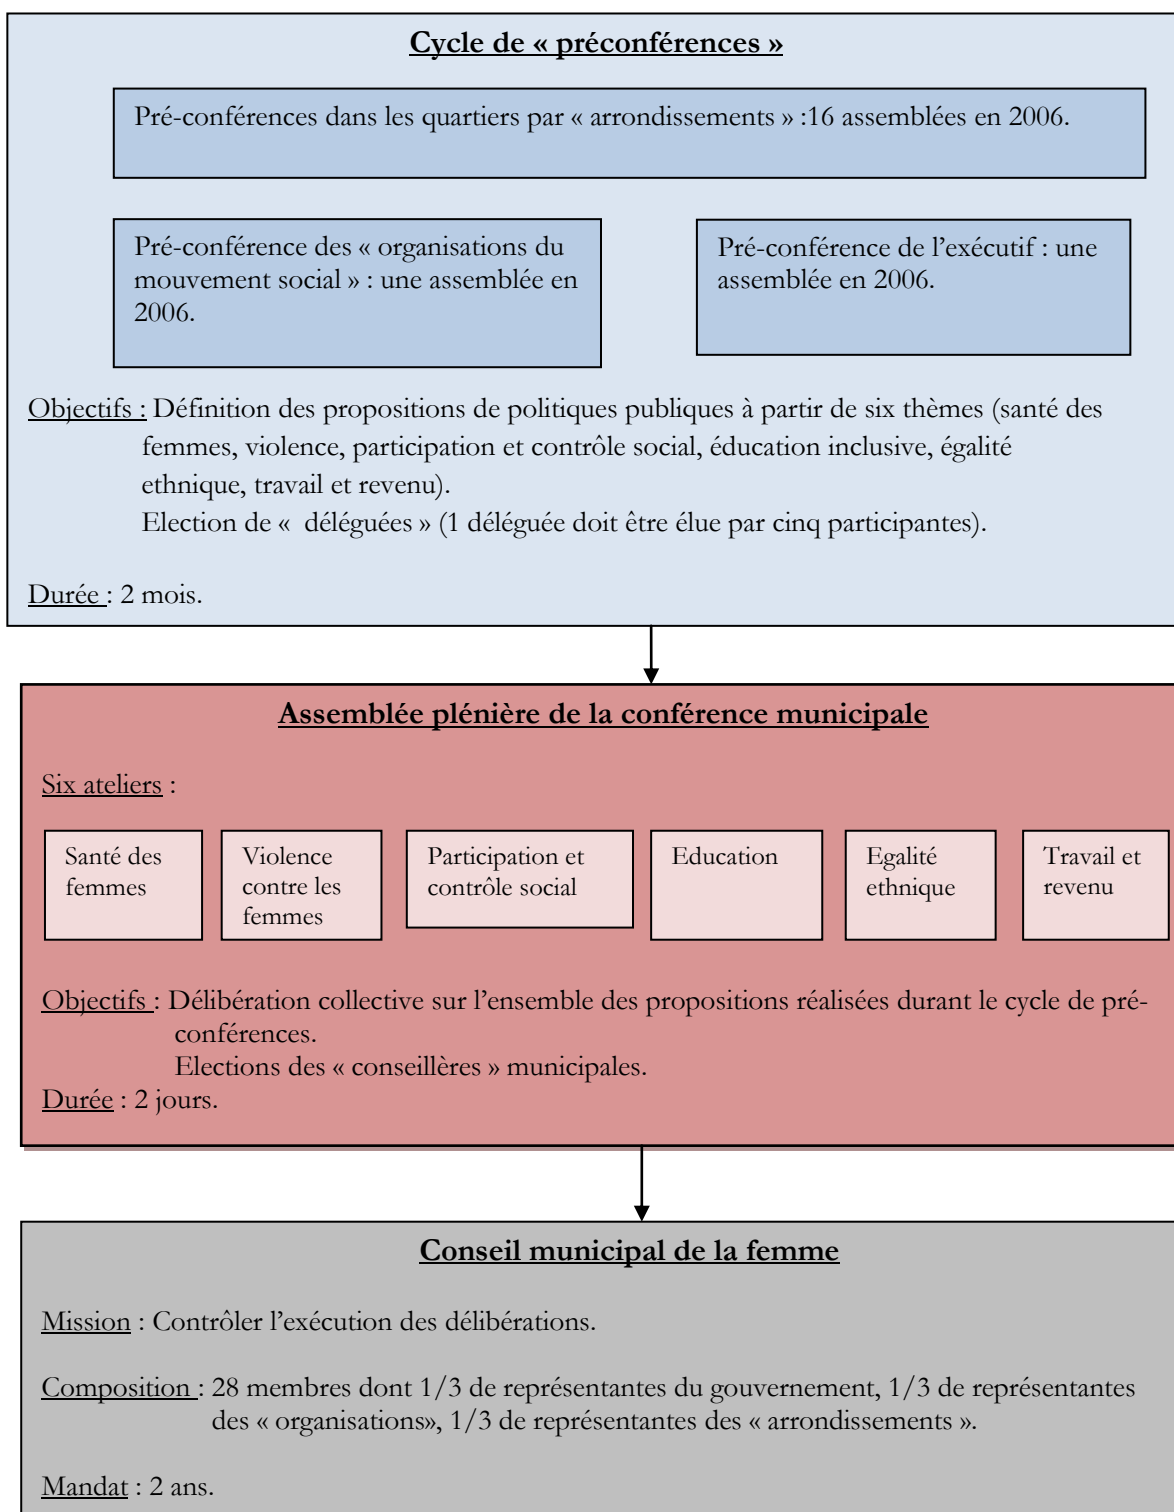 Cycle de « préconférences »
Pré-conférences dans les quartiers par « arrondissements » :16 assemblées en 2006.
Pré-conférence des « organisations du
mouvement social » : une assemblée en
2006.
Pré-conférence de l’exécutif : une
assemblée en 2006.
Objectifs : Définition des propositions de politiques publiques à partir de six thèmes (santé des
femmes, violence, participation et contrôle social, éducation inclusive, égalité
ethnique, travail et revenu).
Election de «  déléguées » (1 déléguée doit être élue par cinq participantes).
Durée : 2 mois.
Assemblée plénière de la conférence municipale
Six ateliers :
Santé des
femmes
Violence
contre les
femmes
Participation et
contrôle social
Education
Egalité
ethnique
Travail et
revenu
Objectifs : Délibération collective sur l’ensemble des propositions réalisées durant le cycle de pré-
conférences.
Elections des « conseillères » municipales.
Durée : 2 jours.
Conseil municipal de la femme
Mission : Contrôler l’exécution des délibérations.
Composition : 28 membres dont 1/3 de représentantes du gouvernement, 1/3 de représentantes
des « organisations», 1/3 de représentantes des « arrondissements ».
Mandat : 2 ans.